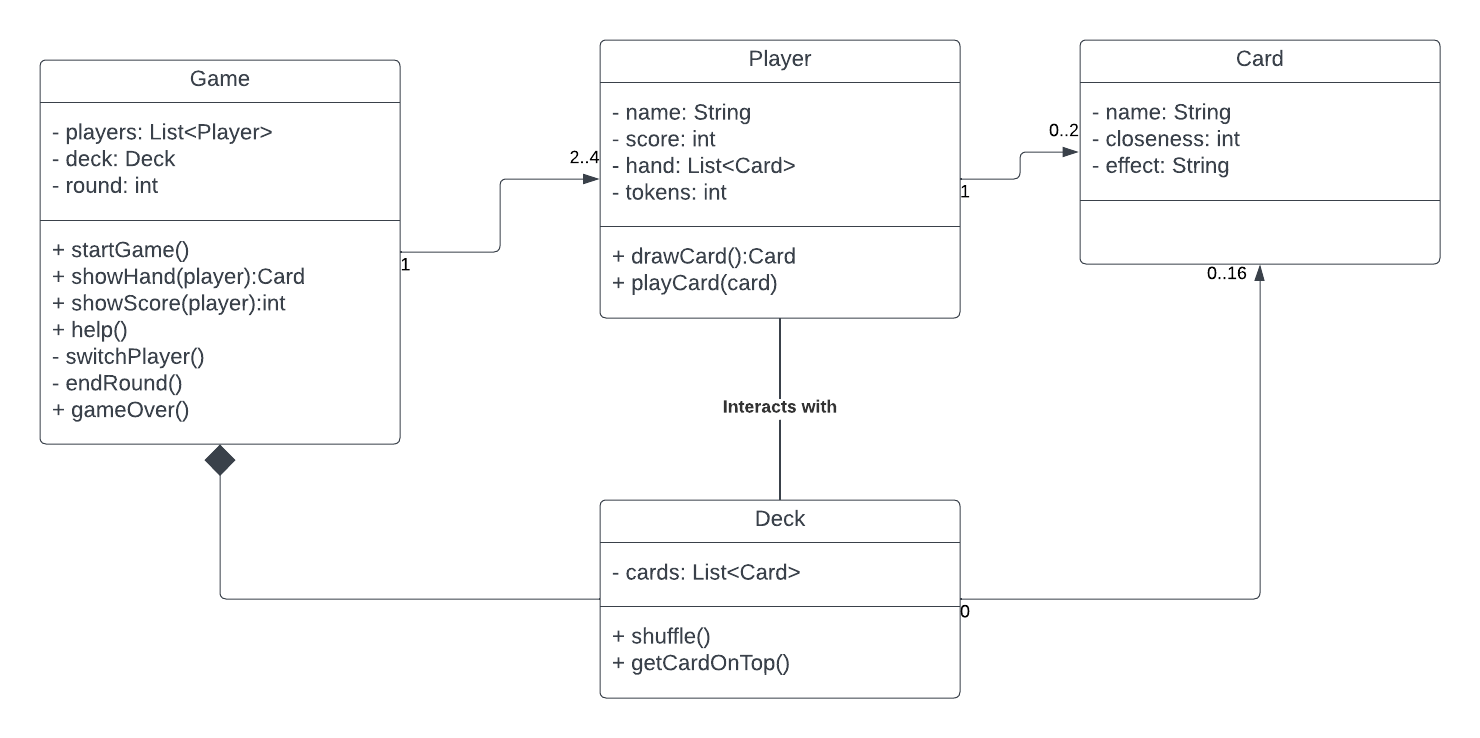 Game
- players: List<Player>
- deck: Deck
- round: int
+ startGame()
+ showHand(player):Card
+ showScore(player):int
+ help()
- switchPlayer()
- endRound()
+ gameOver()
1
2..4
Player
- name: String
- score: int
- hand: List<Card>
- tokens: int
+ drawCard():Card
+ playCard(card)
1
0..2
Card
- name: String
- closeness: int
- effect: String
0..16
Interacts with
Deck
- cards: List<Card>
+ shuffle()
+ getCardOnTop()
0